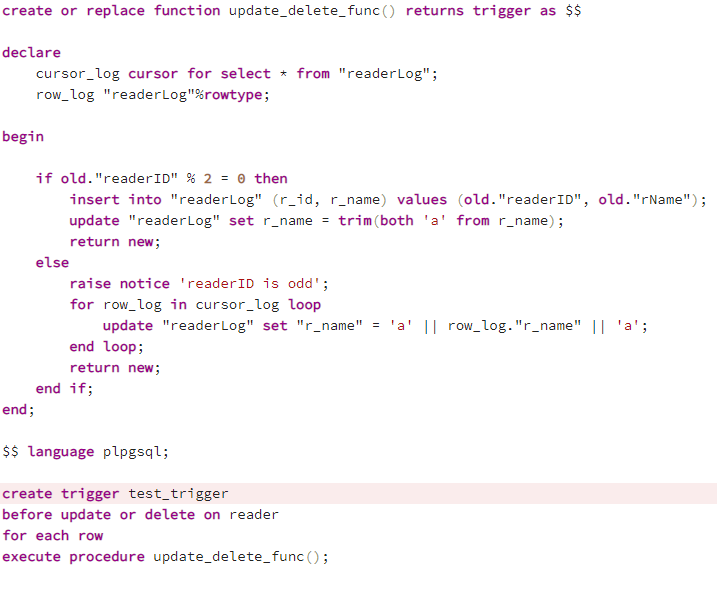 create or replace function update_delete_func() returns trigger as $$
declare
cursor_log cursor for select * from "readerLog";
row_log "readerLog"%rowtype;
begin
if old."readerID" % 2 = 0 then
insert into "readerLog" (r_id, r_name) values (old."readerID", old."rName");
update "readerLog" set r_name = trim(both 'a' from r_name);
return new;
else
raise notice 'readerID is odd';
for row_log in cursor_log loop
update "readerLog" set "r_name" = 'a' || row_log."r_name" || 'a';
end loop;
return new;
end if;
end;
$$ language plpgsql;
create trigger test_trigger
before update or delete on reader
for each row
execute procedure update_delete_func();